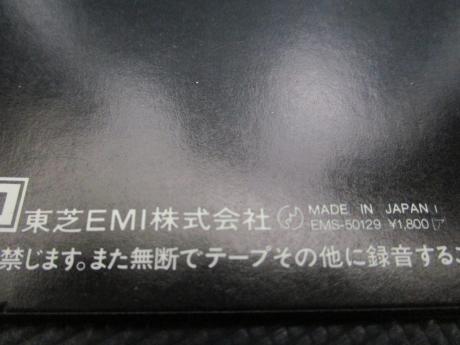 東芝EMI株式会社
MADE IN JAPAN
EMS-50129 ¥1,800
禁じます。また無断でテープその他に録音するこ